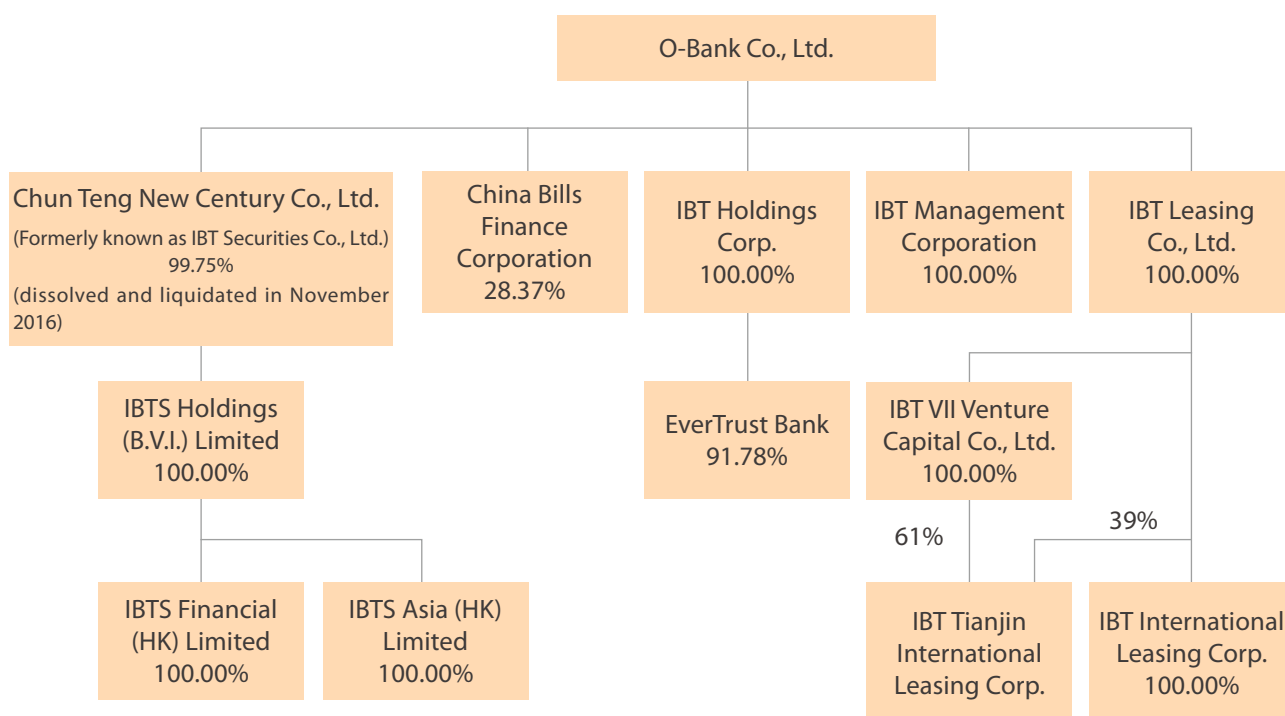 O-Bank Co., Ltd.
Chun Teng New Century Co., Ltd.
(Formerly known as IBT Securities Co., Ltd.)
99.75%
(dissolved and liquidated in November
2016)
China Bills
Finance
Corporation
28.37%
IBT Holdings
Corp.
100.00%
IBT Management
Corporation
100.00%
IBT Leasing
Co., Ltd.
100.00%
IBTS Holdings
(B.V.I.) Limited
100.00%
EverTrust Bank
91.78%
IBT VII Venture
Capital Co., Ltd.
100.00%
61%
39%
IBTS Financial
(HK) Limited
100.00%
IBTS Asia (HK)
Limited
100.00%
IBT Tianjin
International
Leasing Corp.
IBT International
Leasing Corp.
100.00%